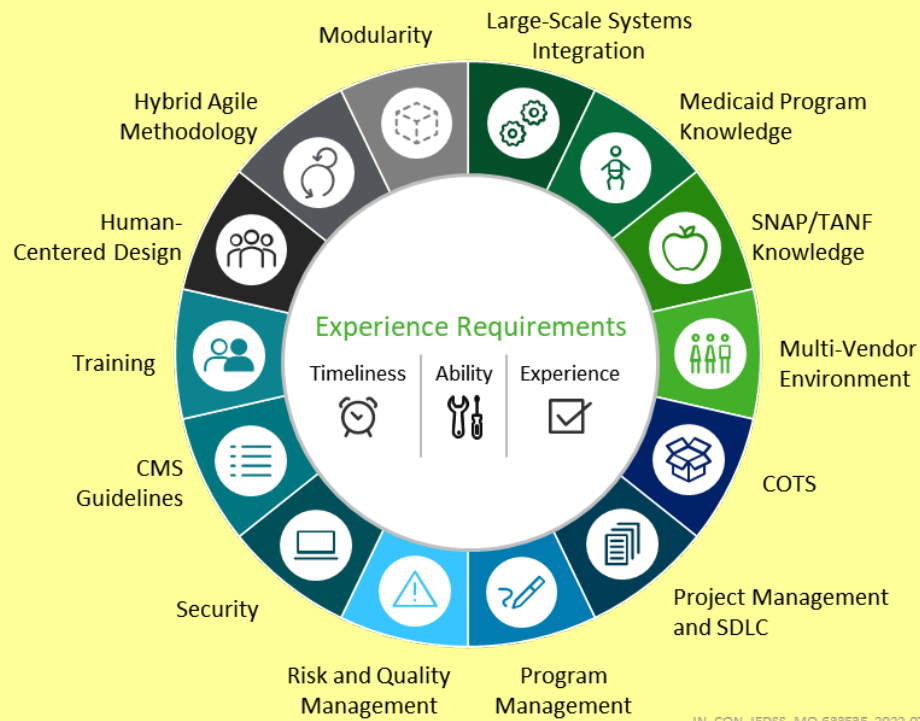 Modularity
Large-Scale Systems
Integration
Hybrid Agile
Methodology
Medicaid Program
Knowledge
Human-
Centered Design
SNAP/TANF
Knowledge
Experience Requirements
Timeliness
Ability
Experience
Training
Multi-Vendor
Environment
CMS
Guidelines
COTS
Security
Project Management
and SDLC
Risk and Quality
Management
Program
Management